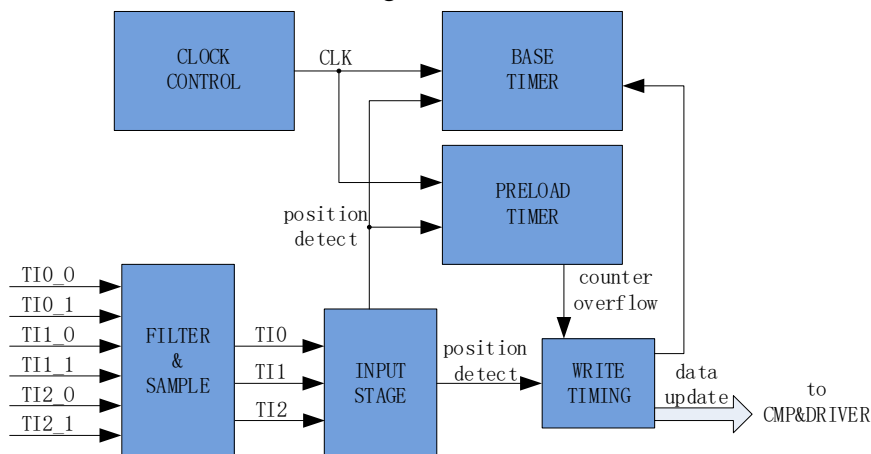 CLOCK
CONTROL
CLK
BASE
TIMER
PRELOAD
TIMER
position
detect
counter
overflow
TI0_0
TI0_1
TI1_0
TI1_1
TI2_0
TI2_1
FILTER
&
SAMPLE
TI0
TI1
TI2
INPUT
STAGE
position
detect
WRITE
TIMING
data
update
to
CMP&DRIVER